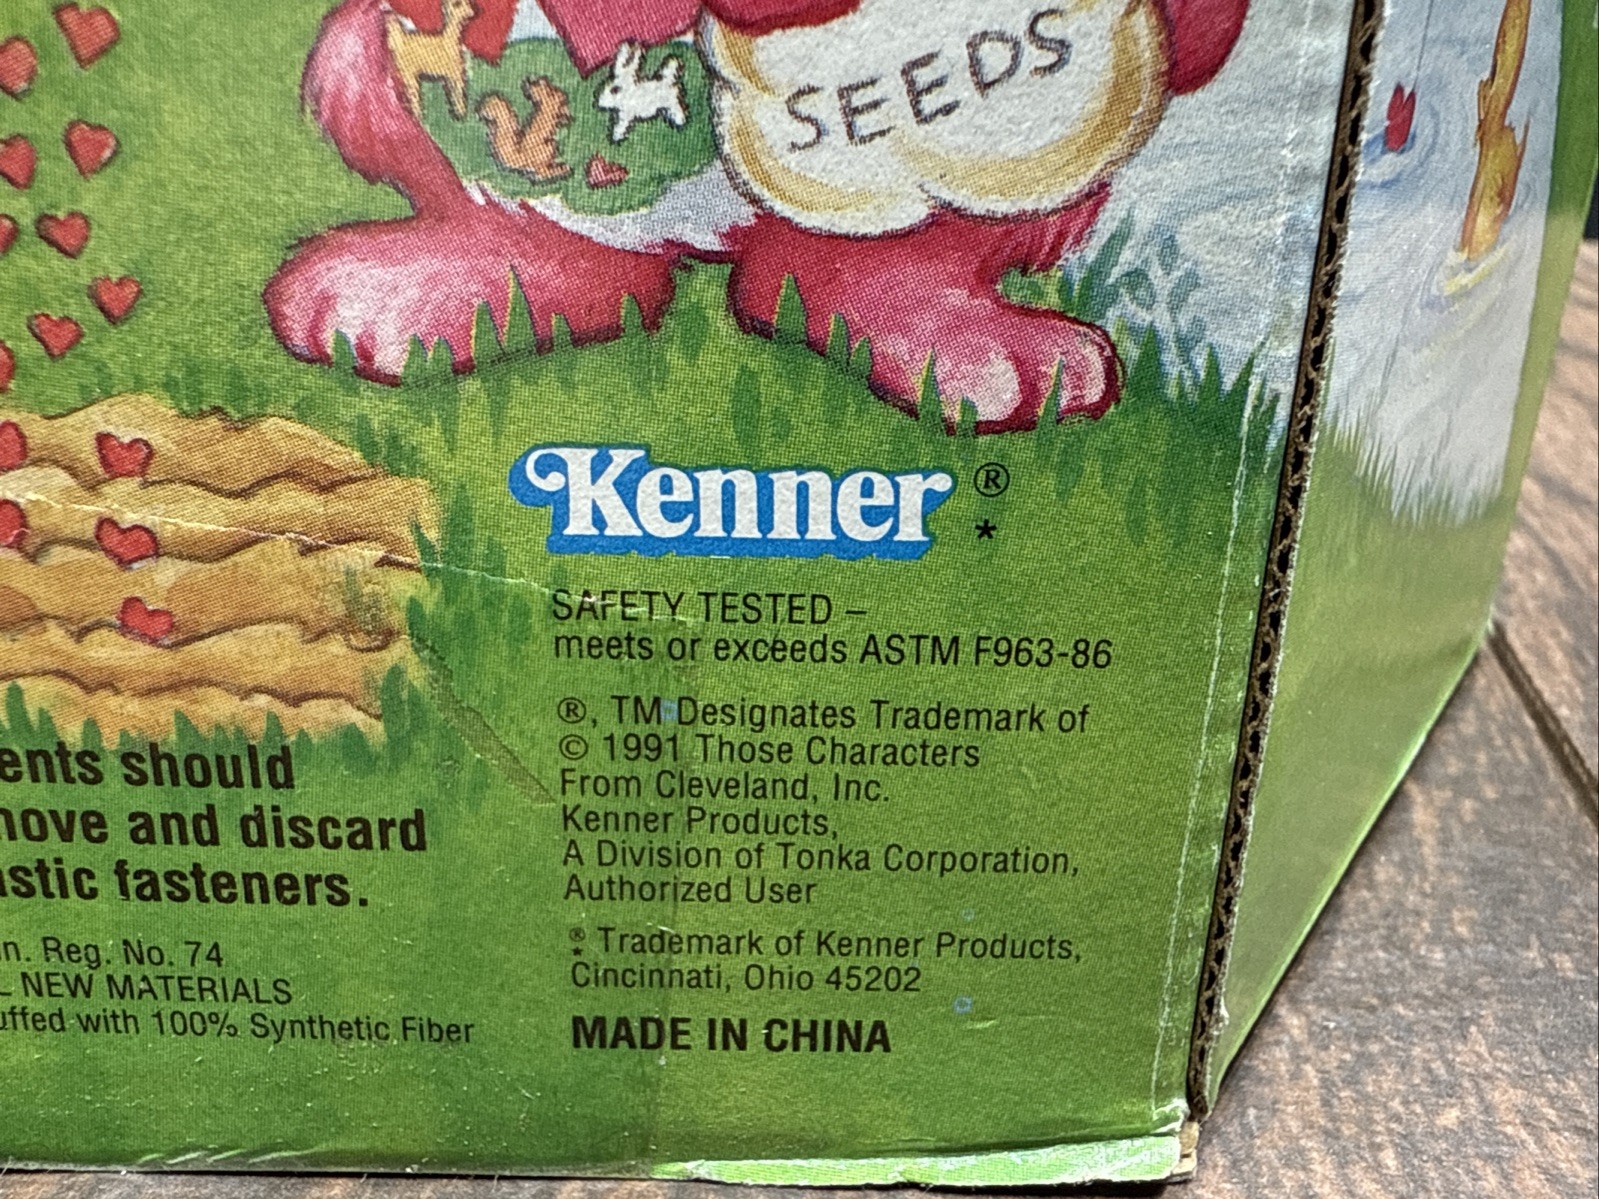 SEEDS
Kenner ®
*
SAFETY TESTED –
meets or exceeds ASTM F963-86
®, TM Designates Trademark of
© 1991 Those Characters
From Cleveland, Inc.
Kenner Products,
A Division of Tonka Corporation,
Authorized User
®* Trademark of Kenner Products,
Cincinnati, Ohio 45202
MADE IN CHINA
ents should
move and discard
astic fasteners.
n. Reg. No. 74
L NEW MATERIALS
uffed with 100% Synthetic Fiber